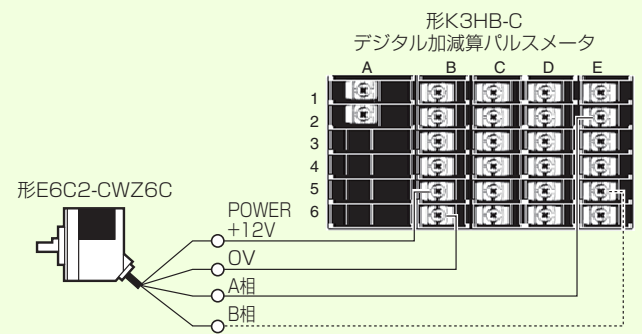 形K3HB-C
デジタル加減算パルスメータ
A B C D E
1
2
3
4
5
6
形E6C2-CWZ6C
POWER
+12V
0V
A相
B相